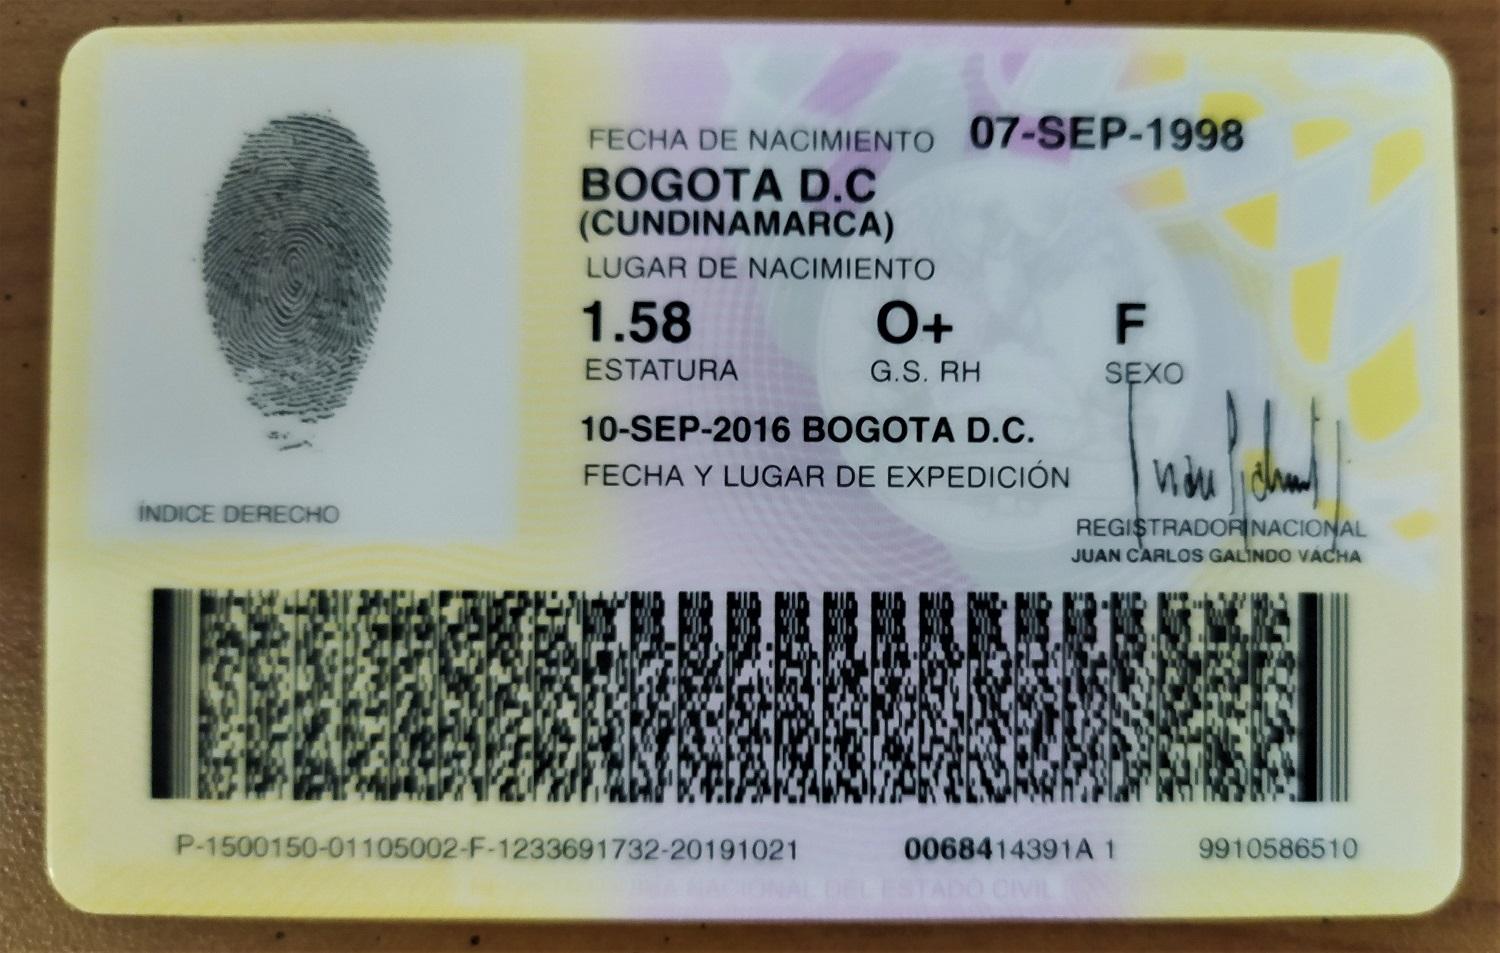 FECHA DE NACIMIENTO 07-SEP-1998
BOGOTA D.C
(CUNDINAMARCA)
LUGAR DE NACIMIENTO
1.58 O+ F
ESTATURA G.S. RH SEXO
10-SEP-2016 BOGOTA D.C.
FECHA Y LUGAR DE EXPEDICIÓN
ÍNDICE DERECHO
REGISTRADOR NACIONAL
JUAN CARLOS GALINDO VÁCHA
P-1500150-01105002-F-1233691732-20191021 0068414391A 1 9910586510
NACIONAL DEL ESTADO CIVIL